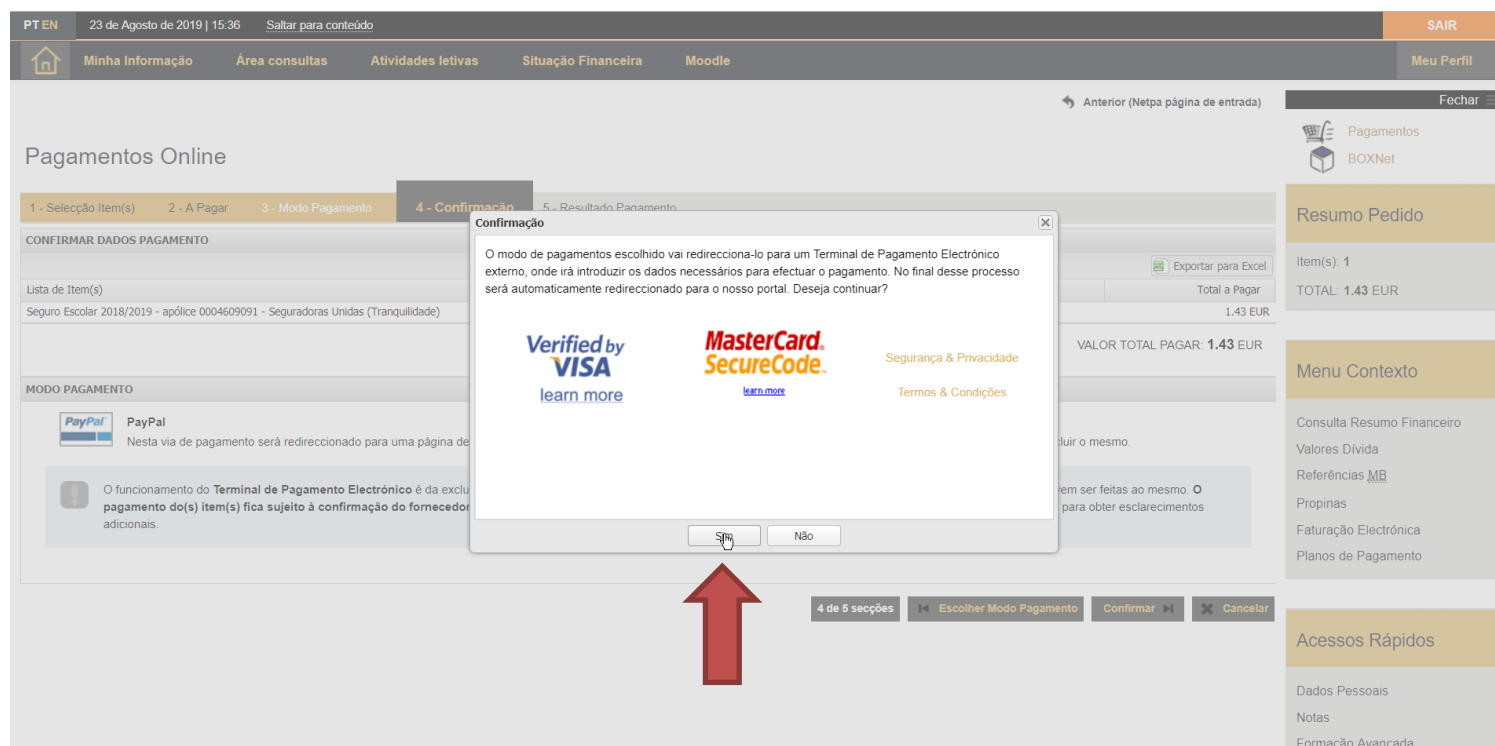 PT EN 23 de Agosto de 2019 | 15:36 Saltar para conteúdo SAIR
Minha Informação Área consultas Atividades letivas Situação Financeira Moodle Meu Perfil
Anterior (Netpa página de entrada)
Fechar
Pagamentos
BOXNet
Pagamentos Online
1 - Selecção Item(s) 2 - A Pagar 3 - Modo Pagamento 4 - Confirmação 5 - Resultado Pagamento
CONFIRMAR DADOS PAGAMENTO
Exportar para Excel
Lista de Item(s) Total a Pagar
Seguro Escolar 2018/2019 - apólice 0004609091 - Seguradoras Unidas (Tranquilidade) 1.43 EUR
VALOR TOTAL PAGAR: 1.43 EUR
MODO PAGAMENTO
PayPal PayPal
Nesta via de pagamento será redireccionado para uma página de
luir o mesmo.
O funcionamento do Terminal de Pagamento Electrónico é da exclu
em ser feitas ao mesmo. O
pagamento do(s) item(s) fica sujeito à confirmação do fornecedor
para obter esclarecimentos
adicionais.
Confirmação
O modo de pagamentos escolhido vai redirecciona-lo para um Terminal de Pagamento Electrónico
externo, onde irá introduzir os dados necessários para efectuar o pagamento. No final desse processo
será automaticamente redireccionado para o nosso portal. Deseja continuar?
Verified by
VISA
learn more
MasterCard.
SecureCode.
learn more
Segurança & Privacidade
Termos & Condições
Sim Não
4 de 5 secções Escolher Modo Pagamento Confirmar Cancelar
Resumo Pedido
Item(s): 1
TOTAL: 1.43 EUR
Menu Contexto
Consulta Resumo Financeiro
Valores Dívida
Referências MB
Propinas
Faturação Electrónica
Planos de Pagamento
Acessos Rápidos
Dados Pessoais
Notas
Formação Avançada